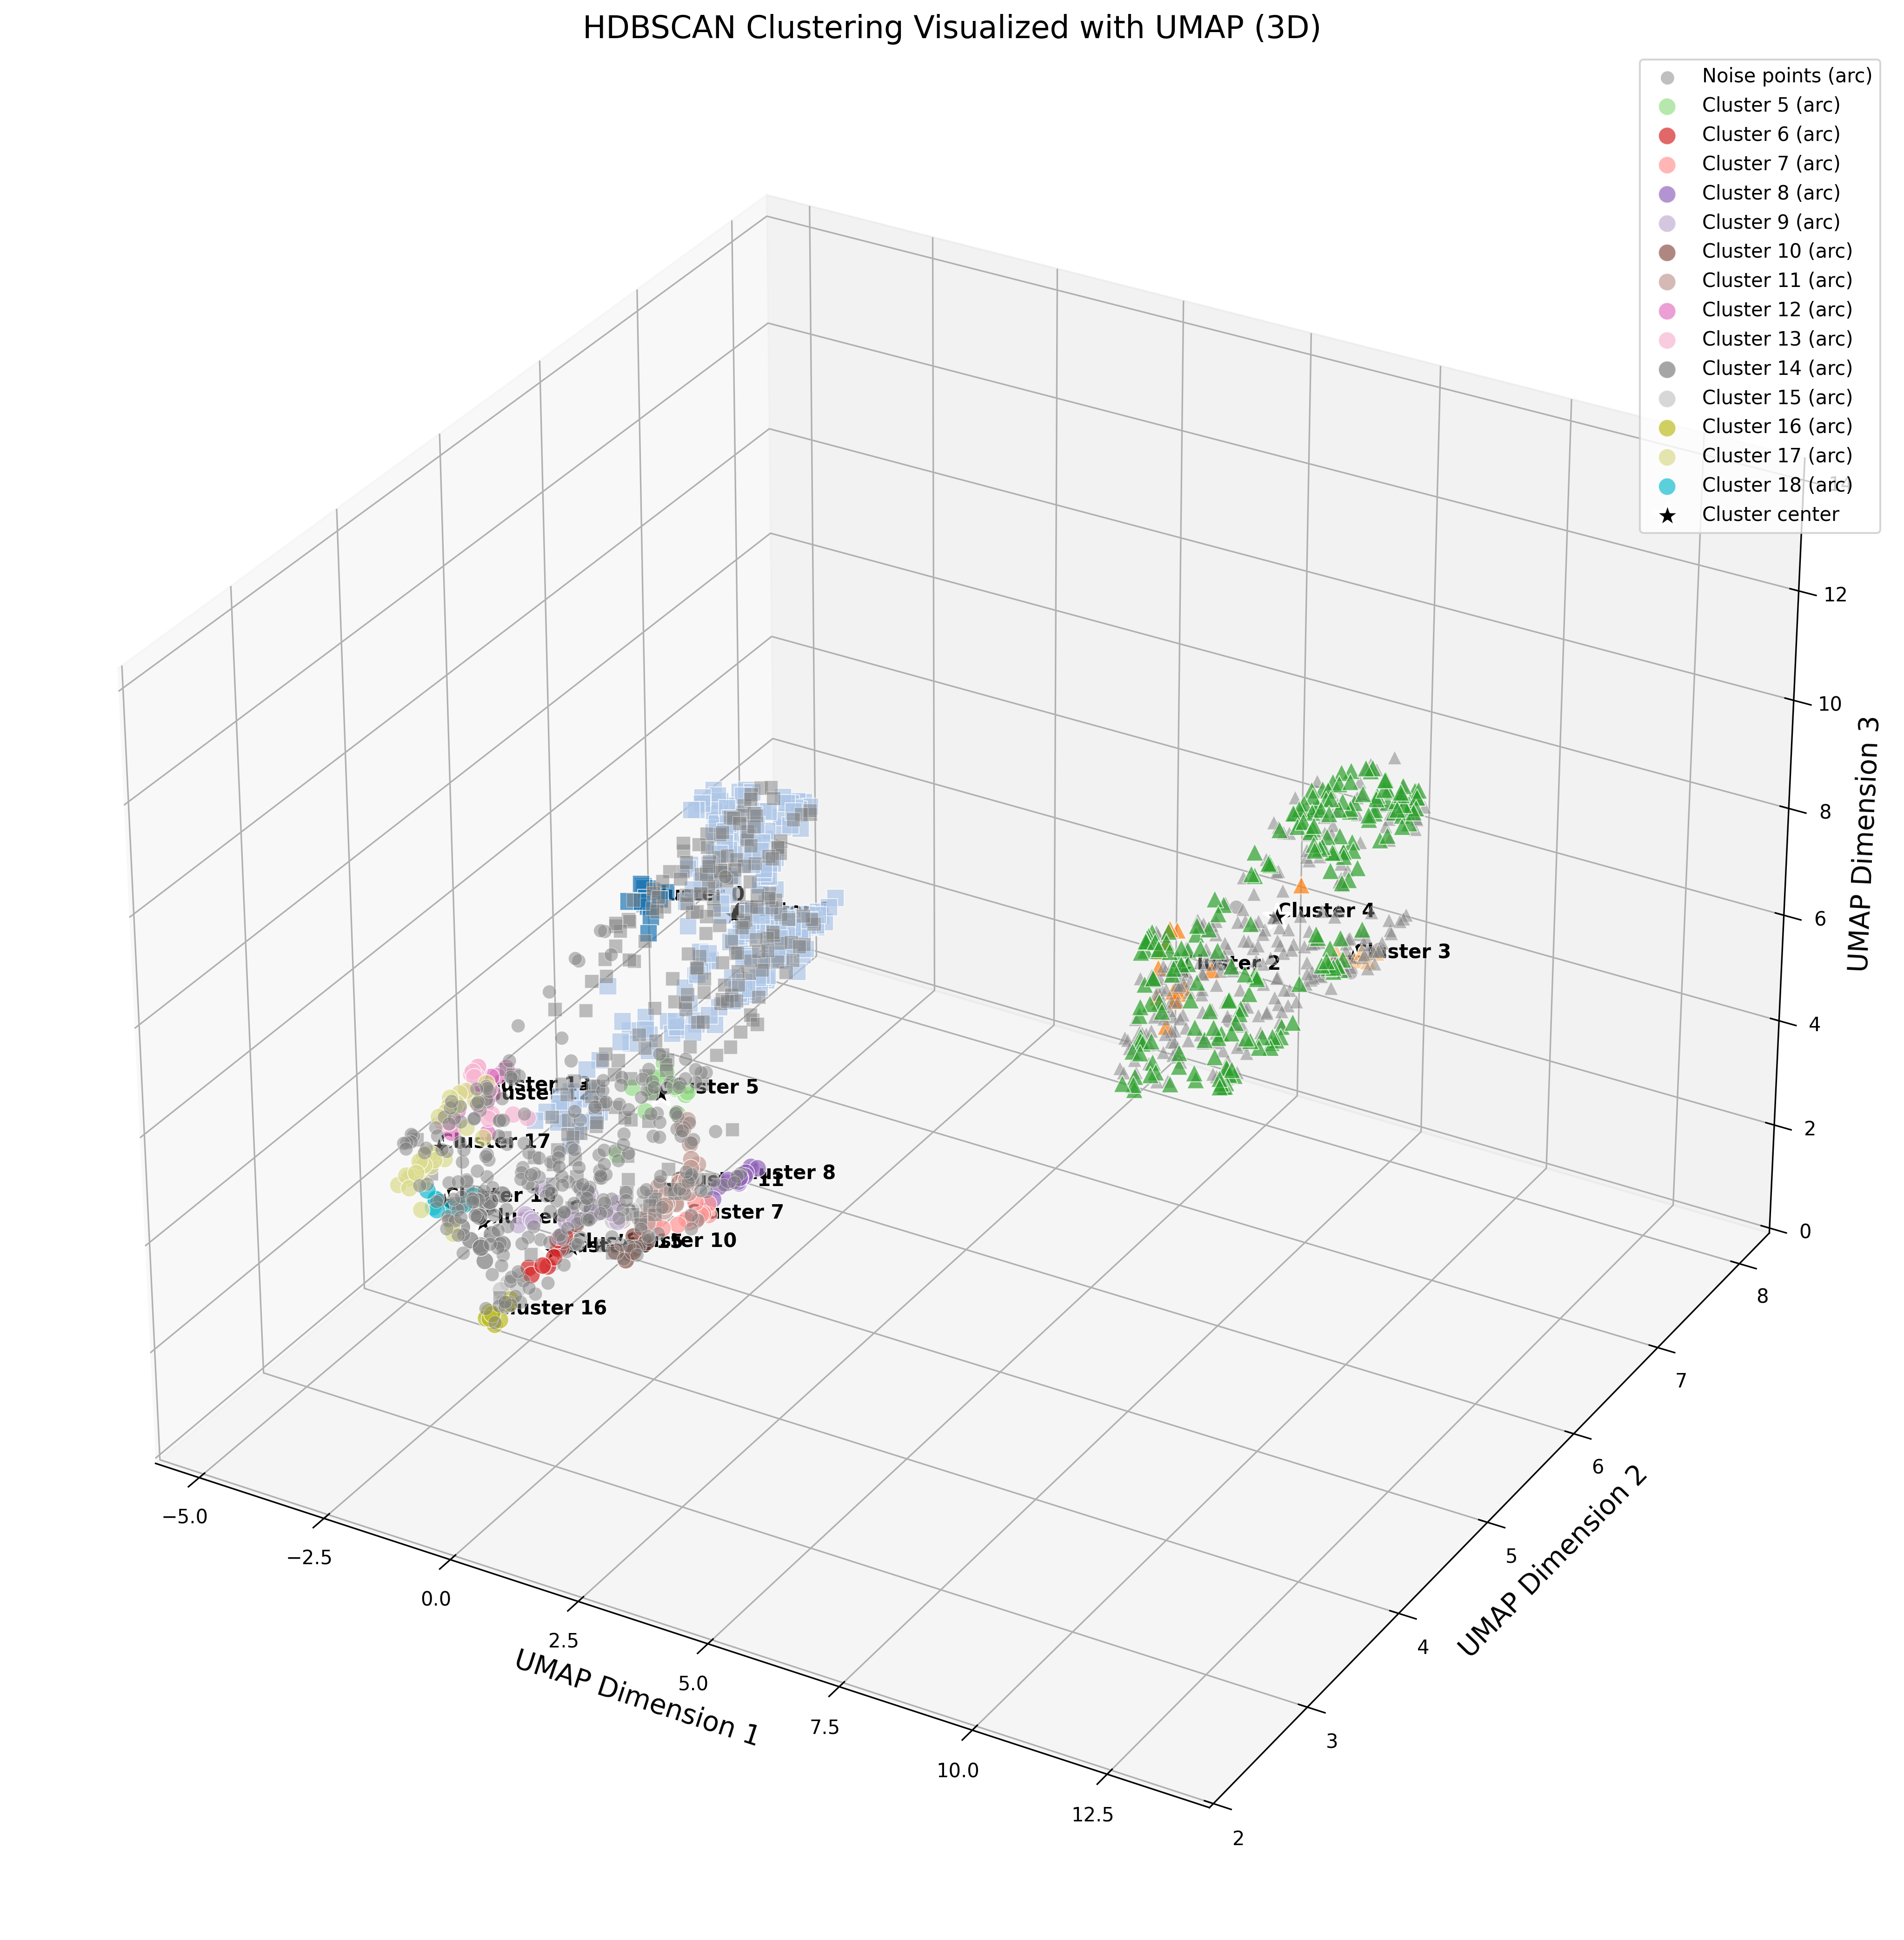 HDBSCAN Clustering Visualized with UMAP (3D)
Noise points (arc)
Cluster 5 (arc)
Cluster 6 (arc)
Cluster 7 (arc)
Cluster 8 (arc)
Cluster 9 (arc)
Cluster 10 (arc)
Cluster 11 (arc)
Cluster 12 (arc)
Cluster 13 (arc)
Cluster 14 (arc)
Cluster 15 (arc)
Cluster 16 (arc)
Cluster 17 (arc)
Cluster 18 (arc)
Cluster center
14
12
10
8
6
4
2
0
UMAP Dimension 3
Cluster 4
Cluster 3
Cluster 2
Cluster 5
Cluster 17
Cluster 8
Cluster 7
Cluster 10
Cluster 16
8
7
6
5
4
3
2
UMAP Dimension 2
−5.0
−2.5
0.0
2.5
5.0
7.5
10.0
12.5
UMAP Dimension 1